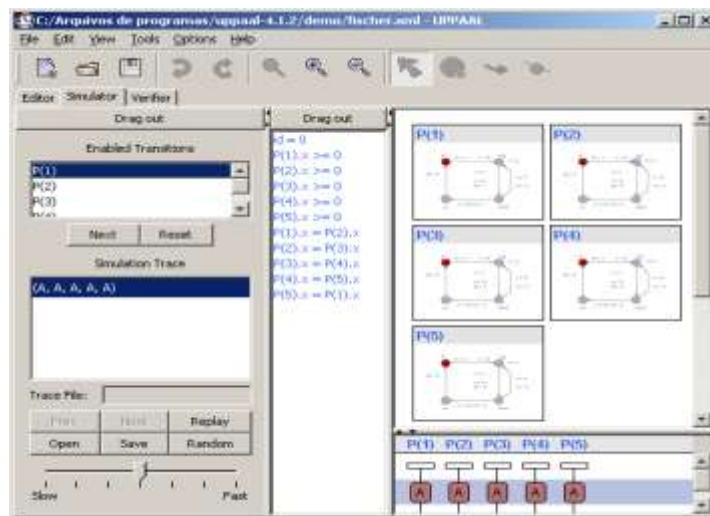 C:/Arquivos de programas/uppaal-4.1.2/demo/fischer.xml - UPPAAL
File Edit View Tools Options Help
Editor Simulator Verifier
Drag out
Enabled Transitions
P(1)
P(2)
P(3)
Next Reset
Simulation Trace
(A, A, A, A, A)
Trace File:
Prev Next Replay
Open Save Random
Slow Fast
Drag out
id = 0
P(1).x >= 0
P(2).x >= 0
P(3).x >= 0
P(4).x >= 0
P(5).x >= 0
P(1).x = P(2).x
P(2).x = P(3).x
P(3).x = P(4).x
P(4).x = P(5).x
P(5).x = P(1).x
P(1) P(2)
P(3) P(4)
P(5)
P(1) P(2) P(3) P(4) P(5)
A A A A A